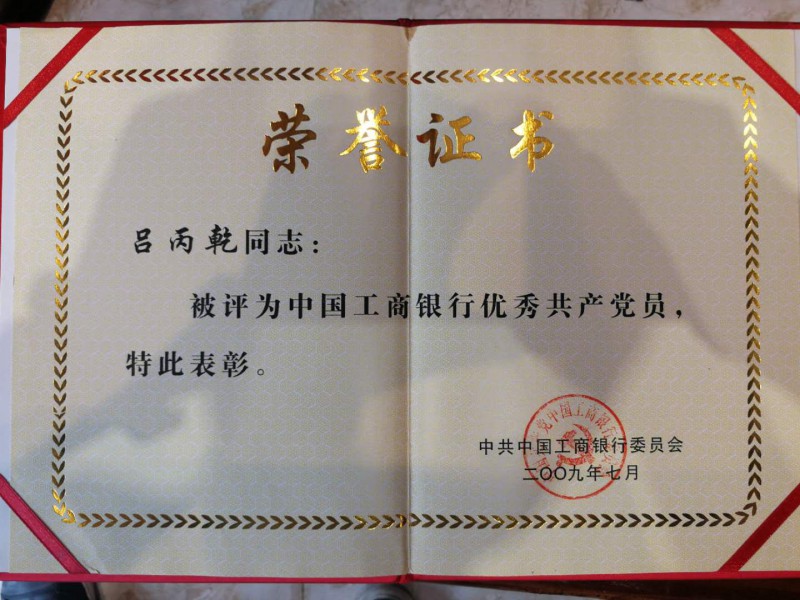 荣誉证书
吕丙乾同志：
被评为中国工商银行优秀共产党员，
特此表彰。
中共中国工商银行委员会
二〇〇九年七月